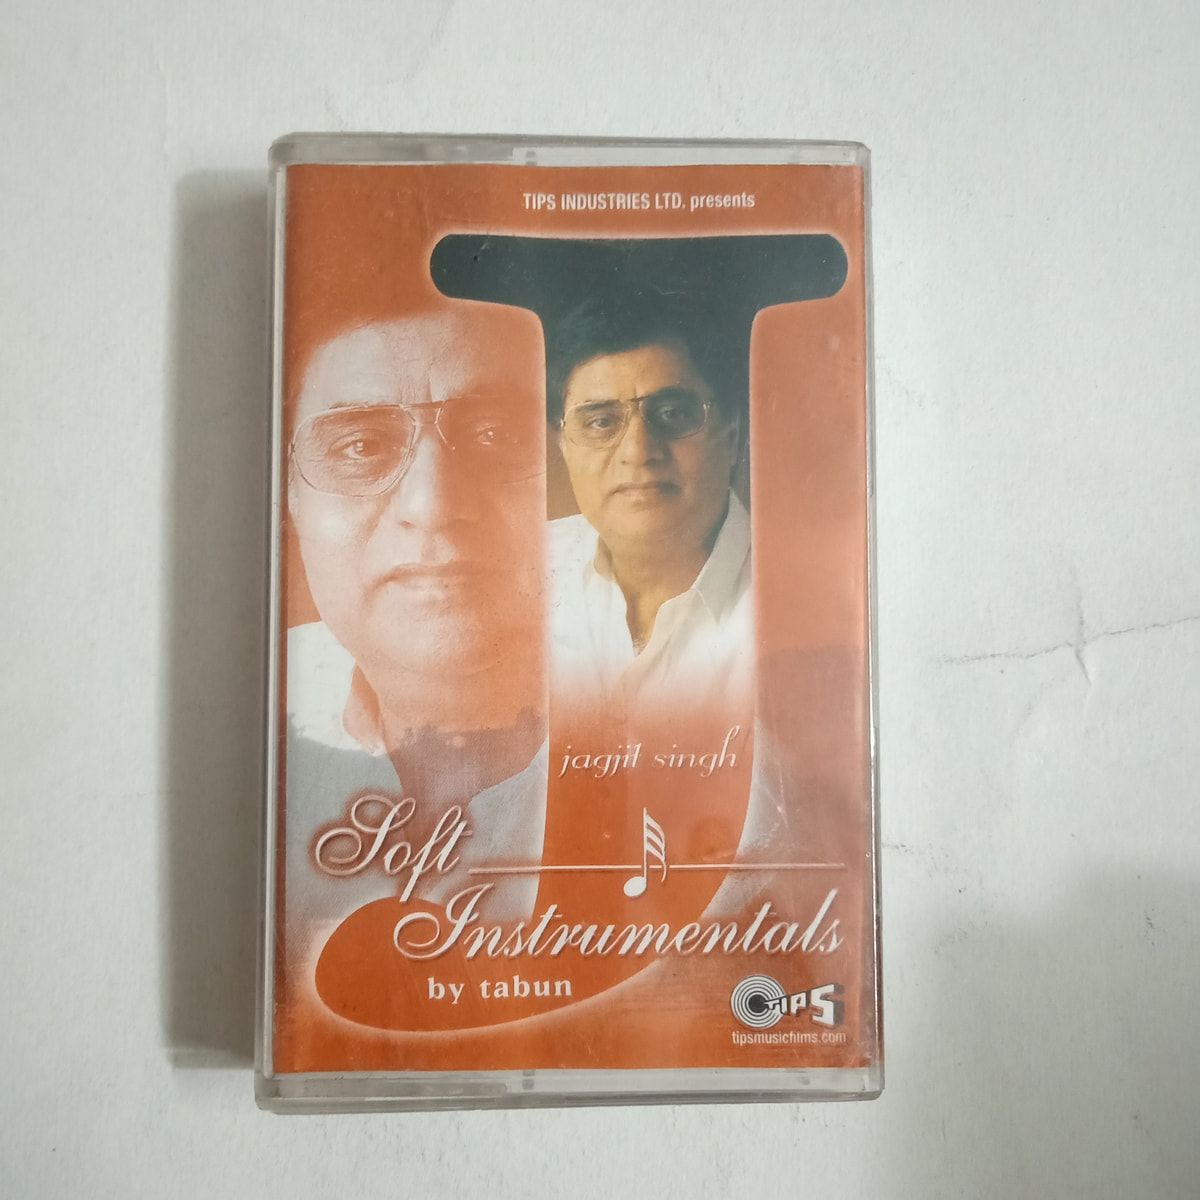 TIPS INDUSTRIES LTD. presents
jagjit singh
Soft
Instrumentals
by tabun
TIPS
tipsmusicfilms.com